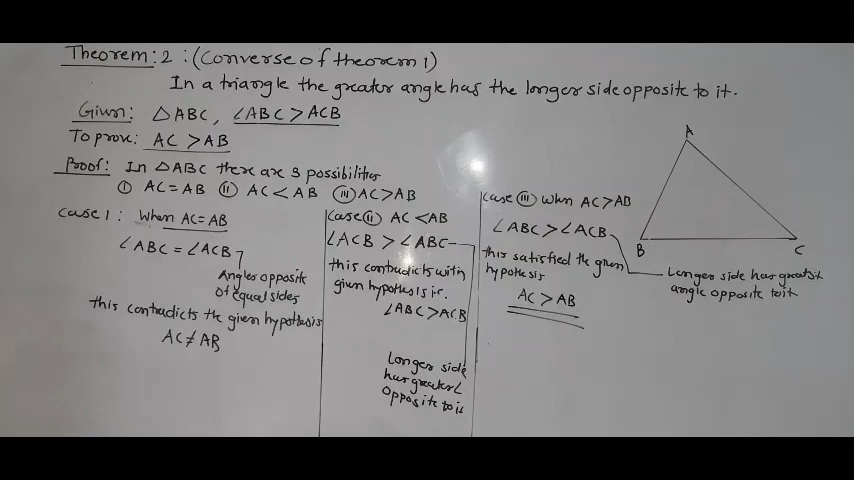 Theorem: 2 : (Converse of theorem 1)
In a triangle the greater angle has the longer side opposite to it.
Given: △ABC, ∠ABC > ACB
To prove: AC > AB
Proof: In △ABC there are 3 possibilities
(i) AC = AB (ii) AC < AB (iii) AC > AB
Case 1: When AC = AB
∠ABC = ∠ACB
Angles opposite
of equal sides
this contradicts the given hypothesis
AC ≠ AB
Case (ii) AC < AB
∠ACB > ∠ABC
this contradicts with
given hypothesis i.e.
∠ABC > ACB
Longer side
has greater ∠
opposite to it
Case (iii) when AC > AB
∠ABC > ∠ACB
this satisfied the given
hypothesis
AC > AB
Longer side has greatest
angle opposite to it
A
B
C